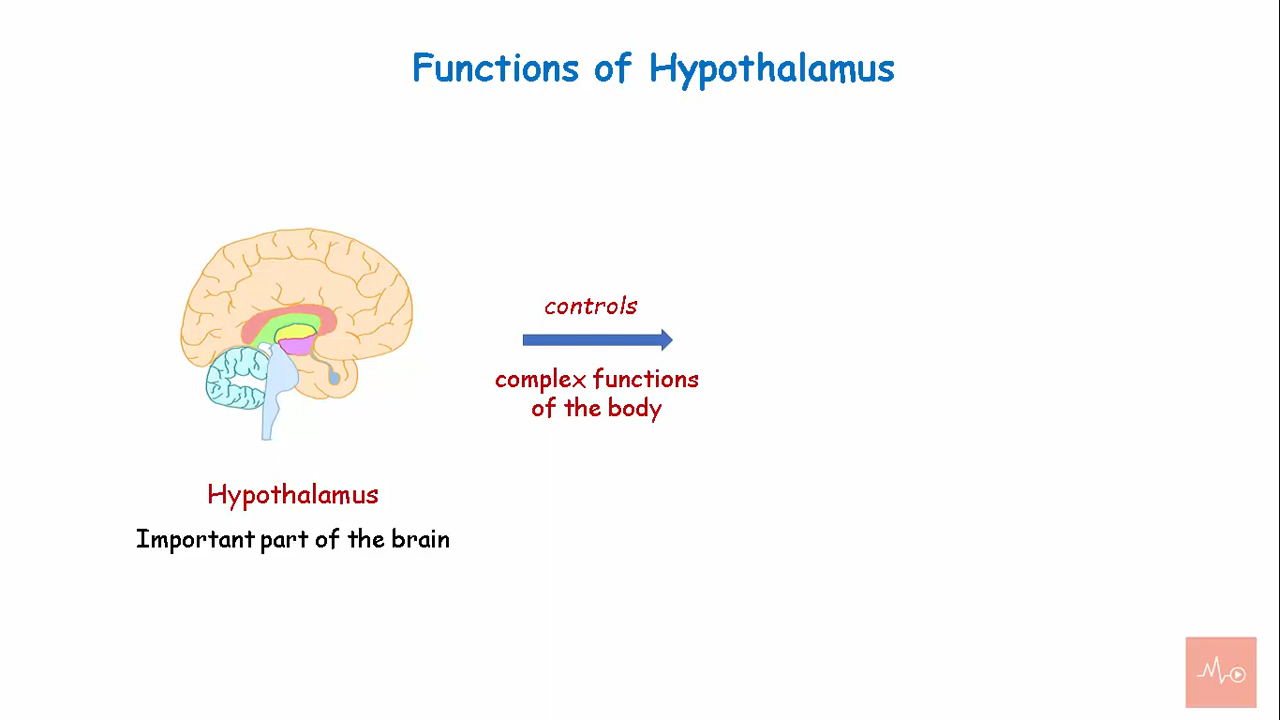 Functions of Hypothalamus
controls
complex functions
of the body
Hypothalamus
Important part of the brain